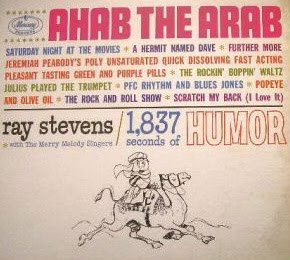 Mercury
AHAB THE ARAB
SATURDAY NIGHT AT THE MOVIES * A HERMIT NAMED DAVE * FURTHER MORE
JEREMIAH PEABODY'S POLY UNSATURATED QUICK DISSOLVING FAST ACTING
PLEASANT TASTING GREEN AND PURPLE PILLS * THE ROCKIN' BOPPIN' WALTZ
JULIUS PLAYED THE TRUMPET * PFC RHYTHM AND BLUES JONES * POPEYE
AND OLIVE OIL * THE ROCK AND ROLL SHOW * SCRATCH MY BACK (I Love It)
ray stevens / 1,837 seconds of HUMOR
* with The Merry Melody Singers